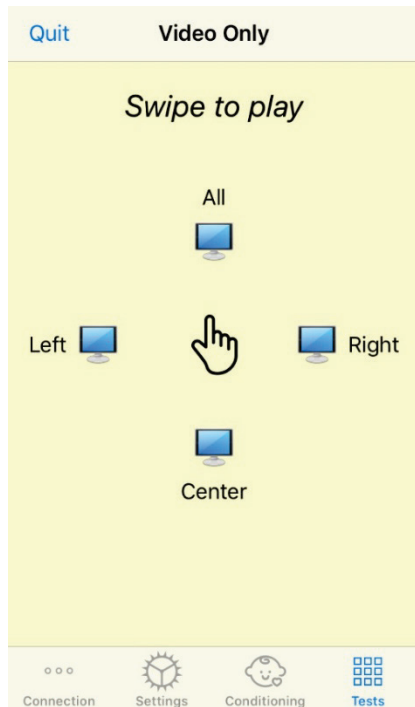 Quit Video Only
Swipe to play
All
Left Right
Center
Connection Settings Conditioning Tests